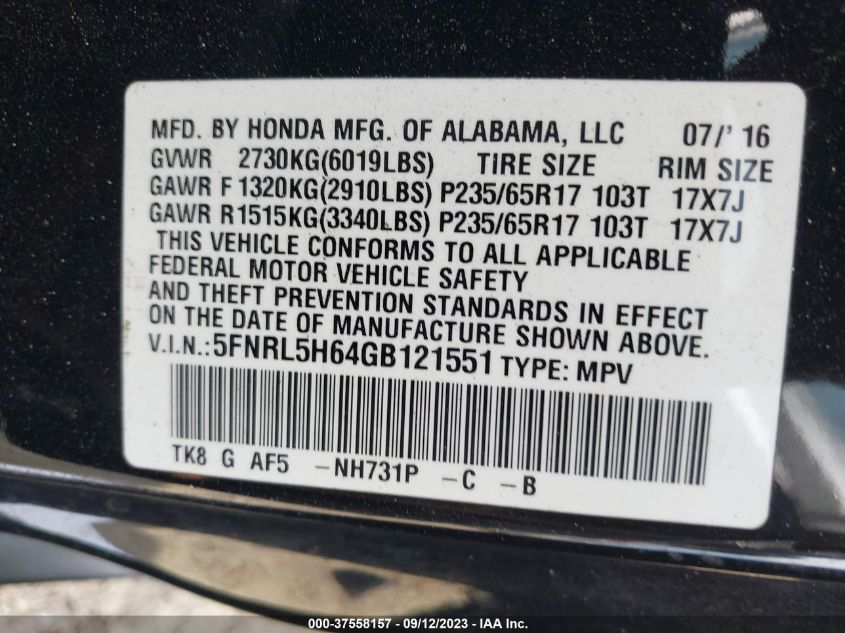 MFD. BY HONDA MFG. OF ALABAMA, LLC 07/' 16
GVWR 2730KG(6019LBS) TIRE SIZE RIM SIZE
GAWR F 1320KG(2910LBS) P235/65R17 103T 17X7J
GAWR R1515KG(3340LBS) P235/65R17 103T 17X7J
THIS VEHICLE CONFORMS TO ALL APPLICABLE
FEDERAL MOTOR VEHICLE SAFETY
AND THEFT PREVENTION STANDARDS IN EFFECT
ON THE DATE OF MANUFACTURE SHOWN ABOVE.
V.I.N.:5FNRL5H64GB121551 TYPE: MPV
TK8 G AF5 -NH731P -C -B
000-37558157 - 09/12/2023 - IAA Inc.